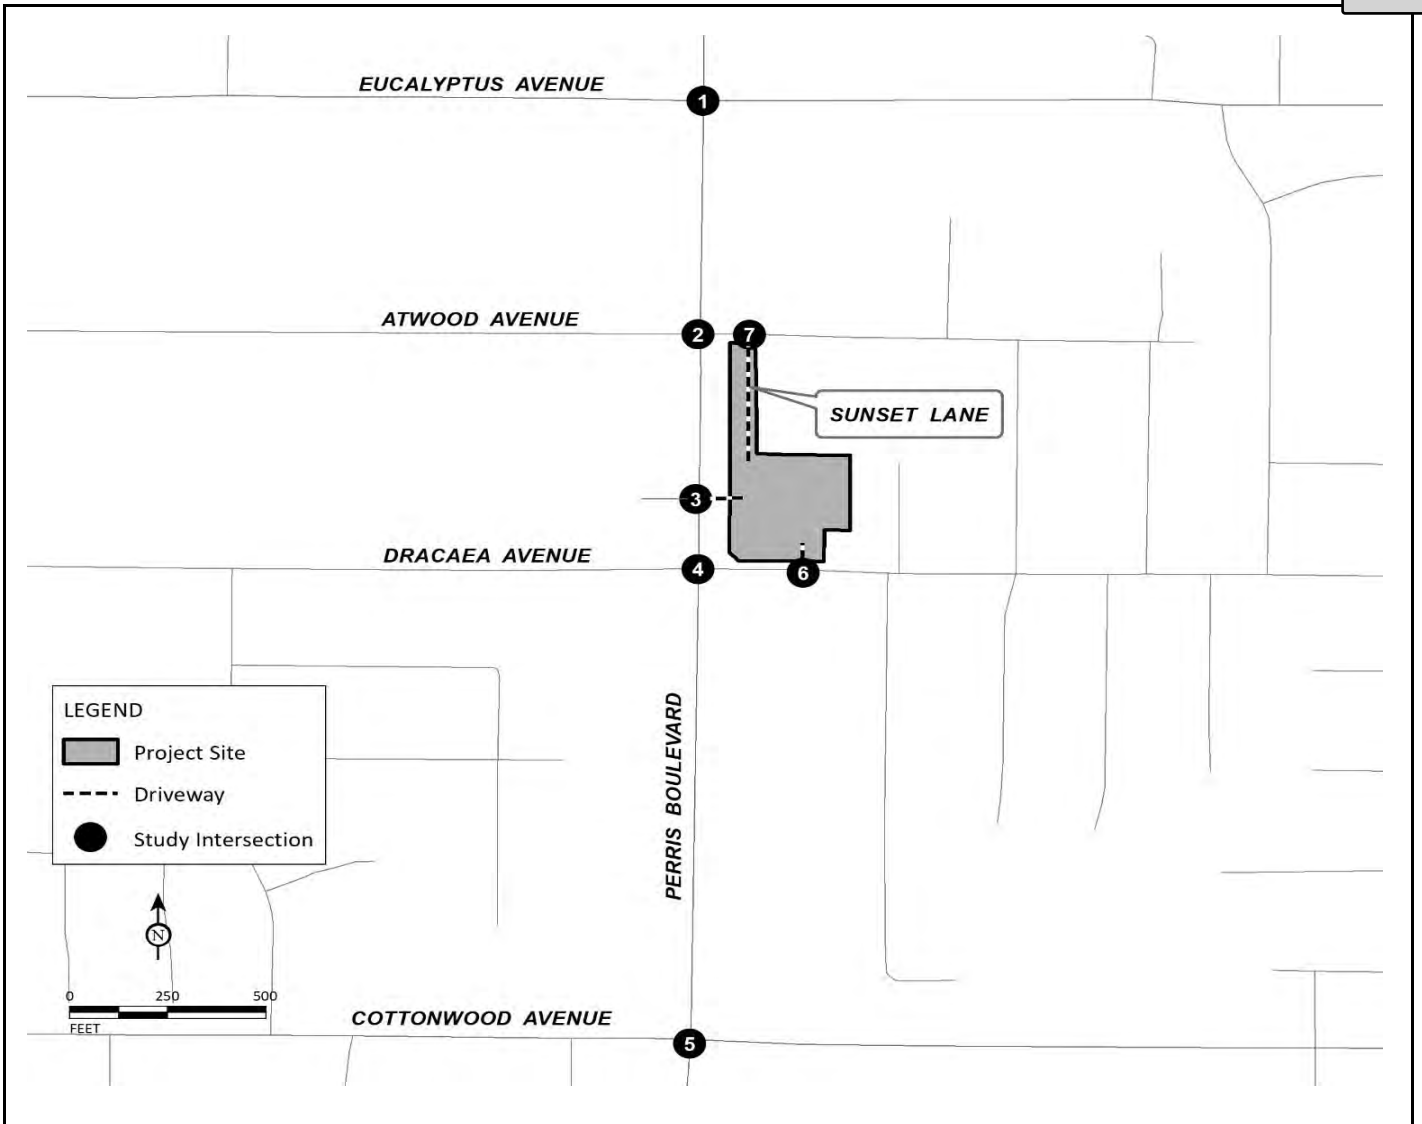 EUCALYPTUS AVENUE
1
ATWOOD AVENUE
2
7
SUNSET LANE
3
DRACAEA AVENUE
4
6
PERRIS BOULEVARD
LEGEND
Project Site
Driveway
Study Intersection
N
0 250 500
FEET
COTTONWOOD AVENUE
5